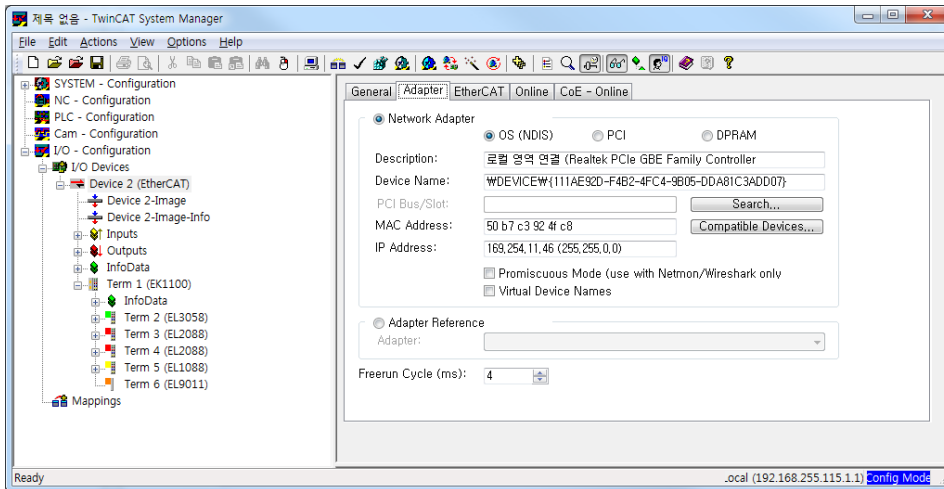 제목 없음 - TwinCAT System Manager
File Edit Actions View Options Help
SYSTEM - Configuration
NC - Configuration
PLC - Configuration
Cam - Configuration
I/O - Configuration
I/O Devices
Device 2 (EtherCAT)
Device 2-Image
Device 2-Image-Info
Inputs
Outputs
InfoData
Term 1 (EK1100)
InfoData
Term 2 (EL3058)
Term 3 (EL2088)
Term 4 (EL2088)
Term 5 (EL1088)
Term 6 (EL9011)
Mappings
General Adapter EtherCAT Online CoE - Online
Network Adapter
OS (NDIS) PCI DPRAM
Description: 로컬 영역 연결 (Realtek PCIe GBE Family Controller
Device Name: ₩DEVICE₩{111AE92D-F4B2-4FC4-9B05-DDA81C3ADD07}
PCI Bus/Slot: Search...
MAC Address: 50 b7 c3 92 4f c8 Compatible Devices...
IP Address: 169,254,11,46 (255,255,0,0)
Promiscuous Mode (use with Netmon/Wireshark only
Virtual Device Names
Adapter Reference
Adapter:
Freerun Cycle (ms): 4
Ready .ocal (192.168.255.115.1.1) Config Mode